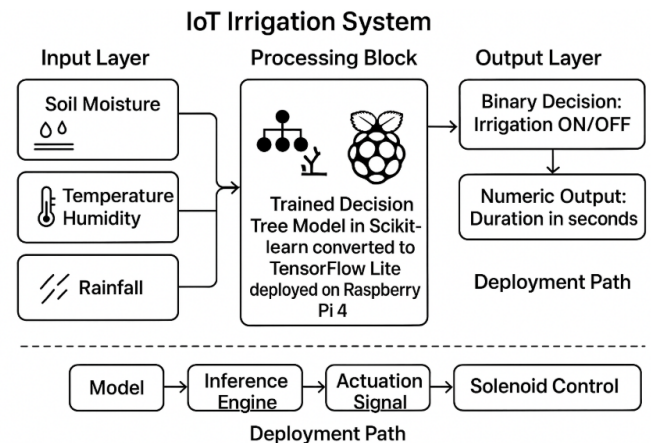 IoT Irrigation System
Input Layer
Processing Block
Output Layer
Soil Moisture
Temperature
Humidity
Rainfall
Trained Decision
Tree Model in Scikit-
learn converted to
TensorFlow Lite
deployed on Raspberry
Pi 4
Binary Decision:
Irrigation ON/OFF
Numeric Output:
Duration in seconds
Deployment Path
Model
Inference
Engine
Actuation
Signal
Solenoid Control
Deployment Path